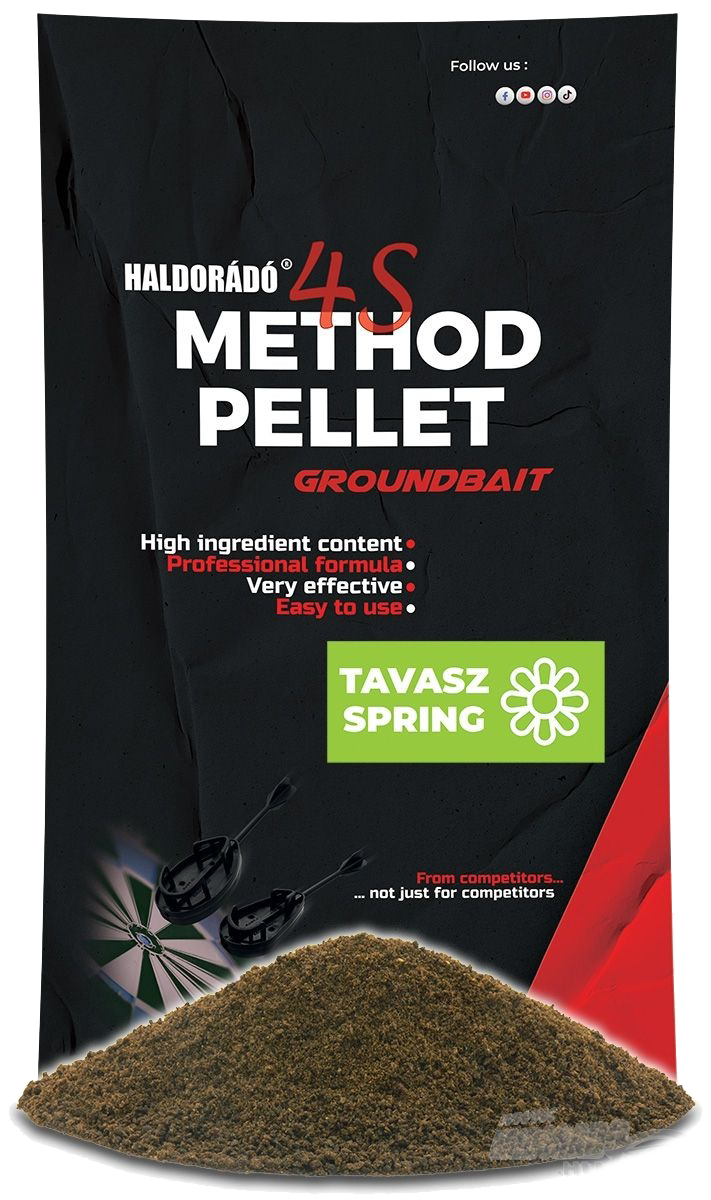 Follow us :
HALDORÁDÓ® 4S
METHOD
PELLET
GROUNDBAIT
High ingredient content
Professional formula
Very effective
Easy to use
TAVASZ
SPRING
From competitors...
... not just for competitors